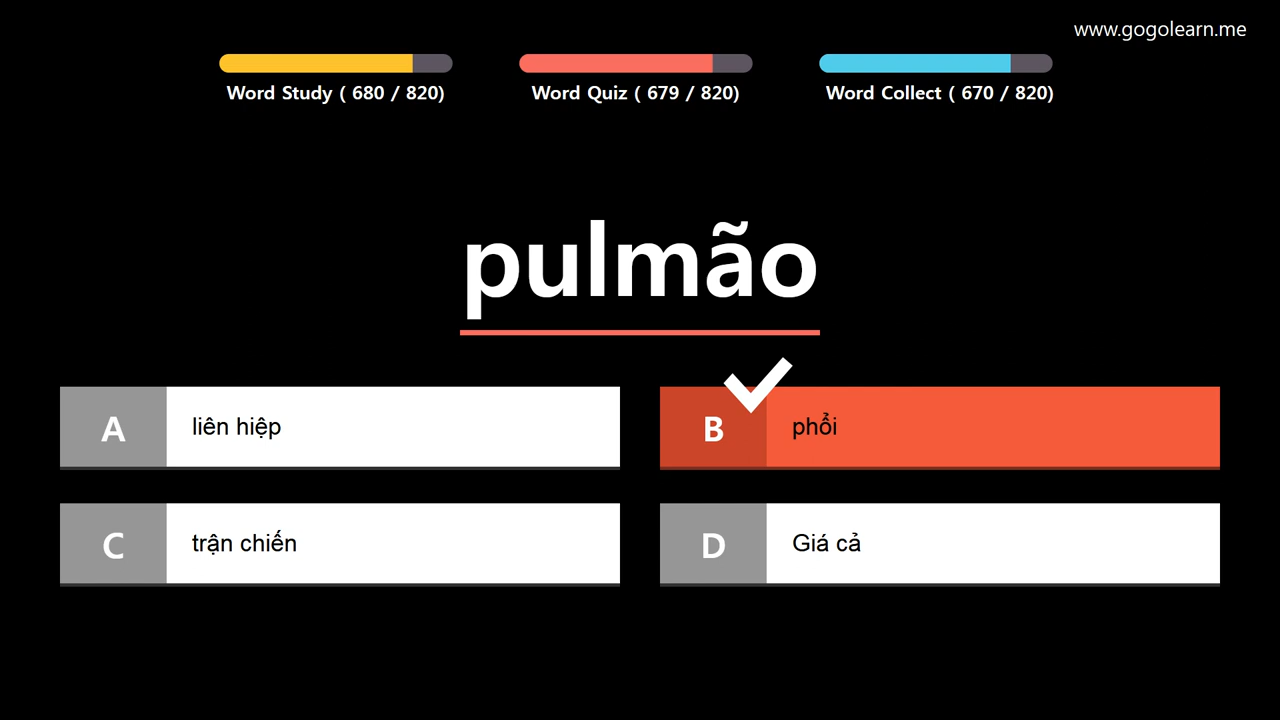 www.gogolearn.me
Word Study ( 680 / 820)
Word Quiz ( 679 / 820)
Word Collect ( 670 / 820)
pulmão
A
liên hiệp
B
phổi
C
trận chiến
D
Giá cả